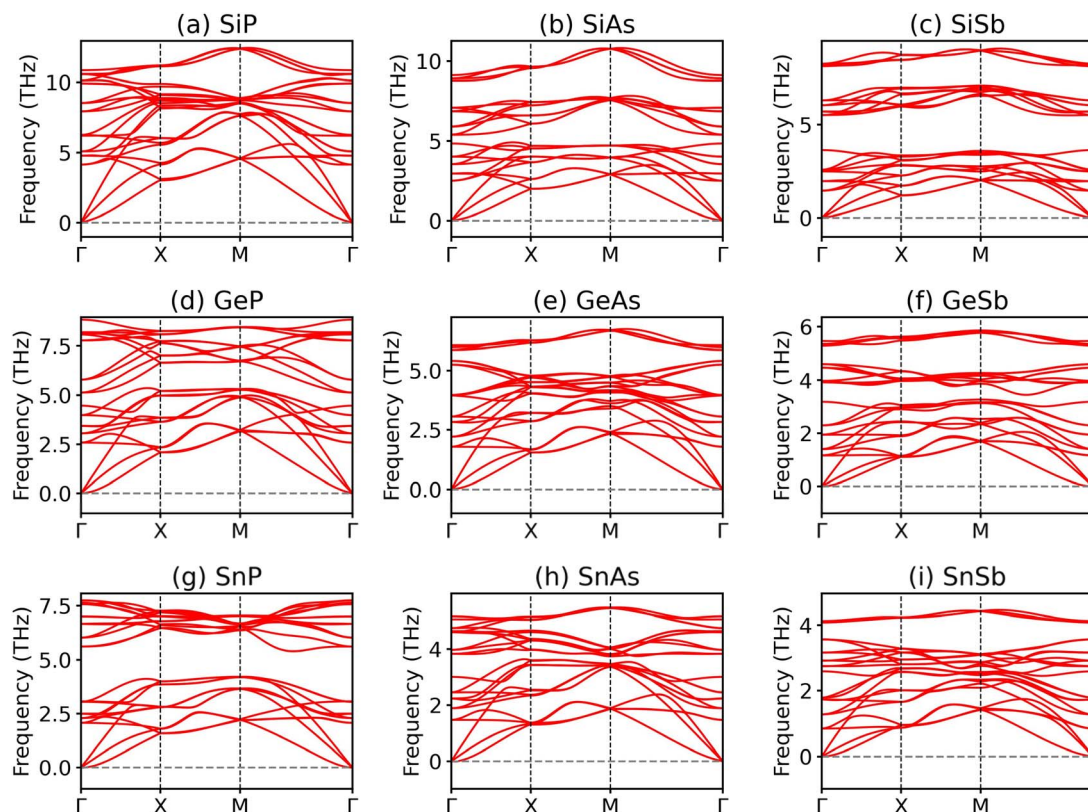 (a) SiP
(b) SiAs
(c) SiSb
Frequency (THz)
10
5
0
Γ X M Γ
Frequency (THz)
10
5
0
Γ X M Γ
Frequency (THz)
5
0
Γ X M
(d) GeP
(e) GeAs
(f) GeSb
Frequency (THz)
7.5
5.0
2.5
0.0
Γ X M Γ
Frequency (THz)
5.0
2.5
0.0
Γ X M Γ
Frequency (THz)
6
4
2
0
Γ X M
(g) SnP
(h) SnAs
(i) SnSb
Frequency (THz)
7.5
5.0
2.5
0.0
Γ X M Γ
Frequency (THz)
4
2
0
Γ X M Γ
Frequency (THz)
4
2
0
Γ X M